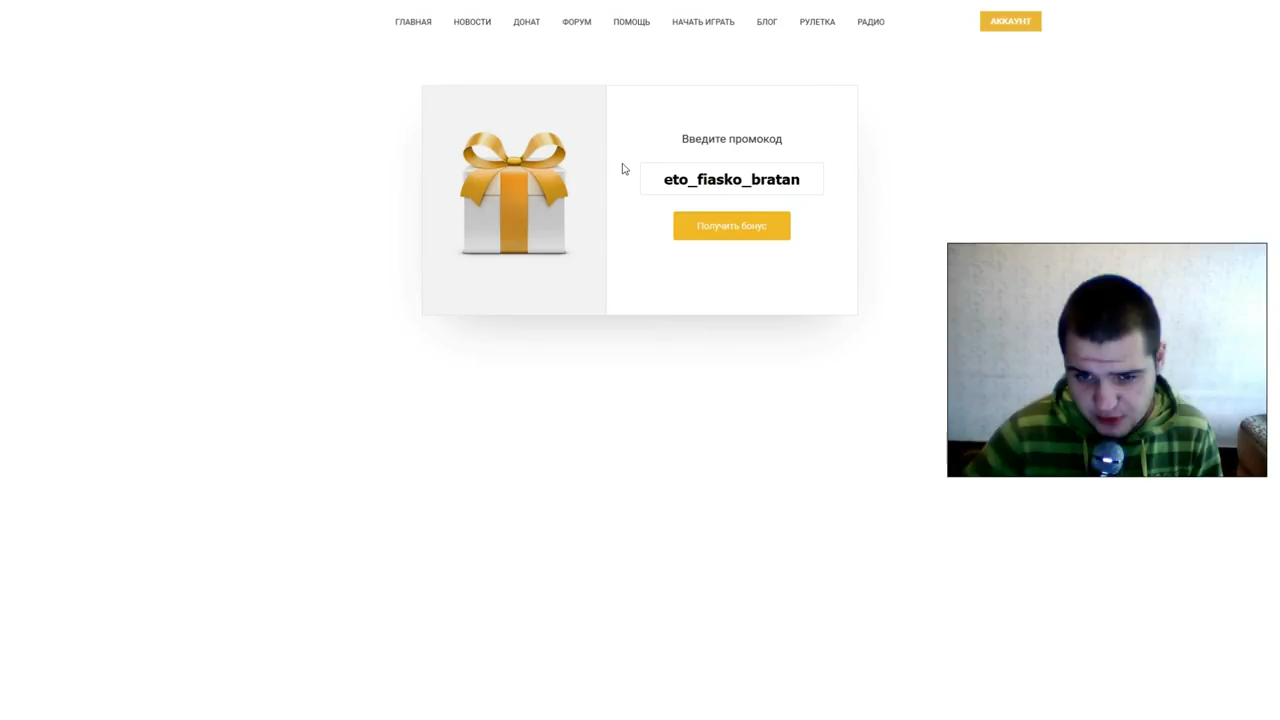 ГЛАВНАЯ НОВОСТИ ДОНАТ ФОРУМ ПОМОЩЬ НАЧАТЬ ИГРАТЬ БЛОГ РУЛЕТКА РАДИО АККАУНТ
Введите промокод
eto_fiasko_bratan
Получить бонус